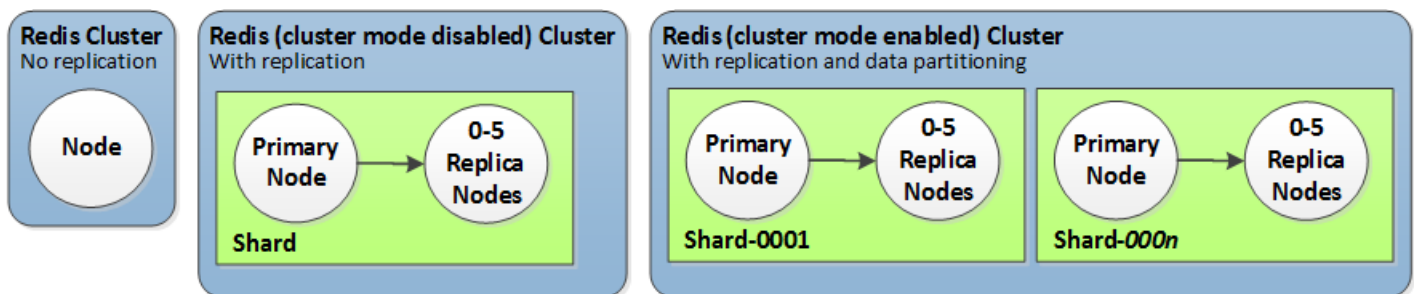 Redis Cluster
No replication
Node
Redis (cluster mode disabled) Cluster
With replication
Primary
Node
0-5
Replica
Nodes
Shard
Redis (cluster mode enabled) Cluster
With replication and data partitioning
Primary
Node
0-5
Replica
Nodes
Shard-0001
Primary
Node
0-5
Replica
Nodes
Shard-000n